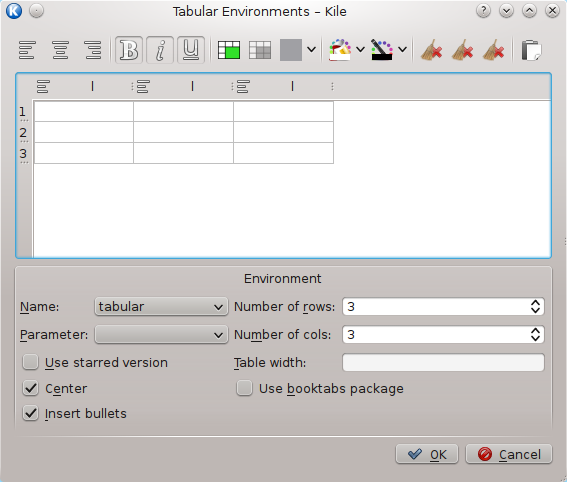 Tabular Environments – Kile
B i U
l l l
1
2
3
Environment
Name: tabular Number of rows: 3
Parameter: Number of cols: 3
Use starred version Table width:
Center Use booktabs package
Insert bullets
OK Cancel